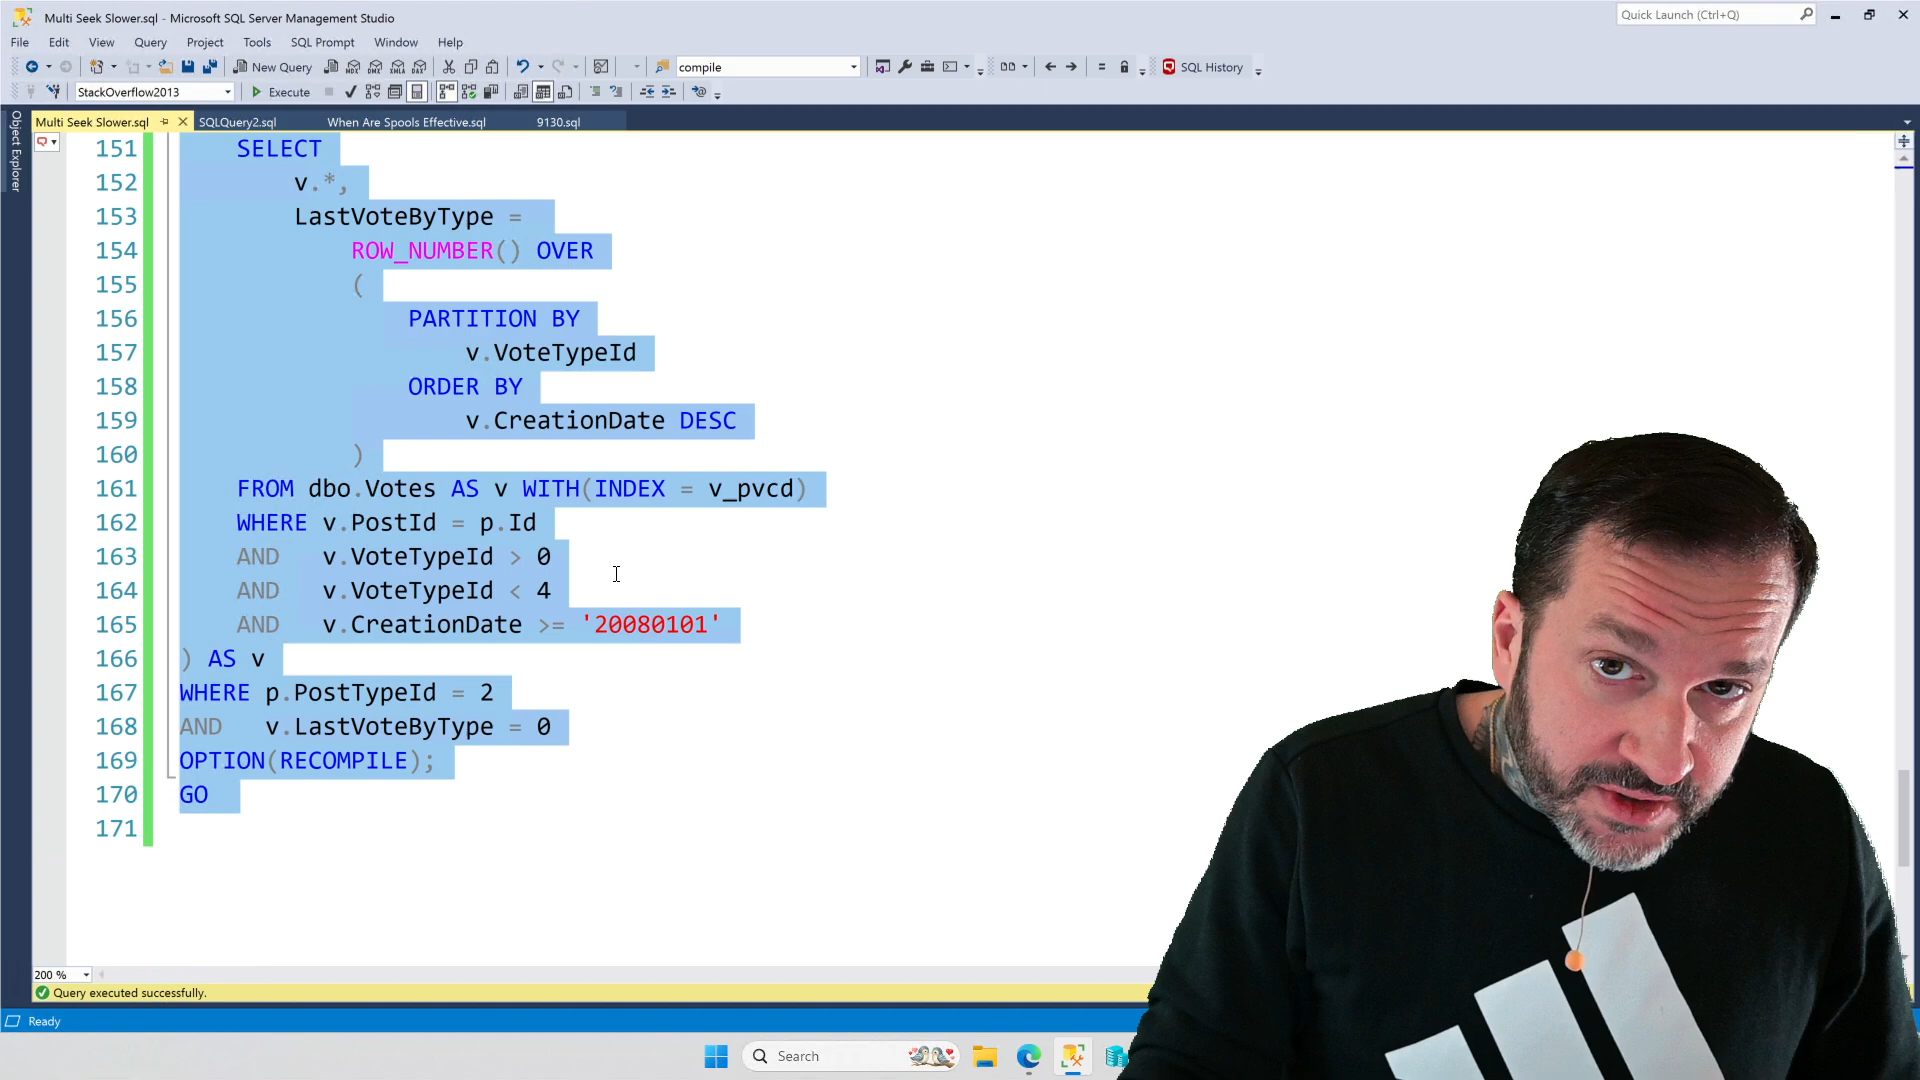 Multi Seek Slower.sql - Microsoft SQL Server Management Studio
Quick Launch (Ctrl+Q)
File Edit View Query Project Tools SQL Prompt Window Help
New Query
MDX DMX XMLA DAX
compile
SQL History
StackOverflow2013
Execute
Multi Seek Slower.sql
SQLQuery2.sql
When Are Spools Effective.sql
9130.sql
Object Explorer
151 SELECT
152 v.*,
153 LastVoteByType =
154 ROW_NUMBER() OVER
155 (
156 PARTITION BY
157 v.VoteTypeId
158 ORDER BY
159 v.CreationDate DESC
160 )
161 FROM dbo.Votes AS v WITH(INDEX = v_pvcd)
162 WHERE v.PostId = p.Id
163 AND v.VoteTypeId > 0
164 AND v.VoteTypeId < 4
165 AND v.CreationDate >= '20080101'
166 ) AS v
167 WHERE p.PostTypeId = 2
168 AND v.LastVoteByType = 0
169 OPTION(RECOMPILE);
170 GO
171
200 %
Query executed successfully.
Ready
Search